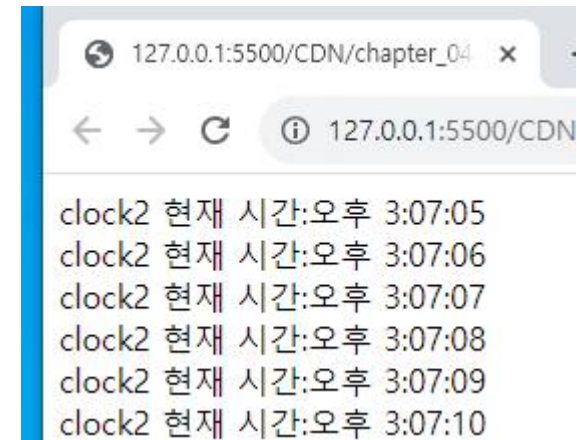 127.0.0.1:5500/CDN/chapter_04
127.0.0.1:5500/CDN
clock2 현재 시간:오후 3:07:05
clock2 현재 시간:오후 3:07:06
clock2 현재 시간:오후 3:07:07
clock2 현재 시간:오후 3:07:08
clock2 현재 시간:오후 3:07:09
clock2 현재 시간:오후 3:07:10